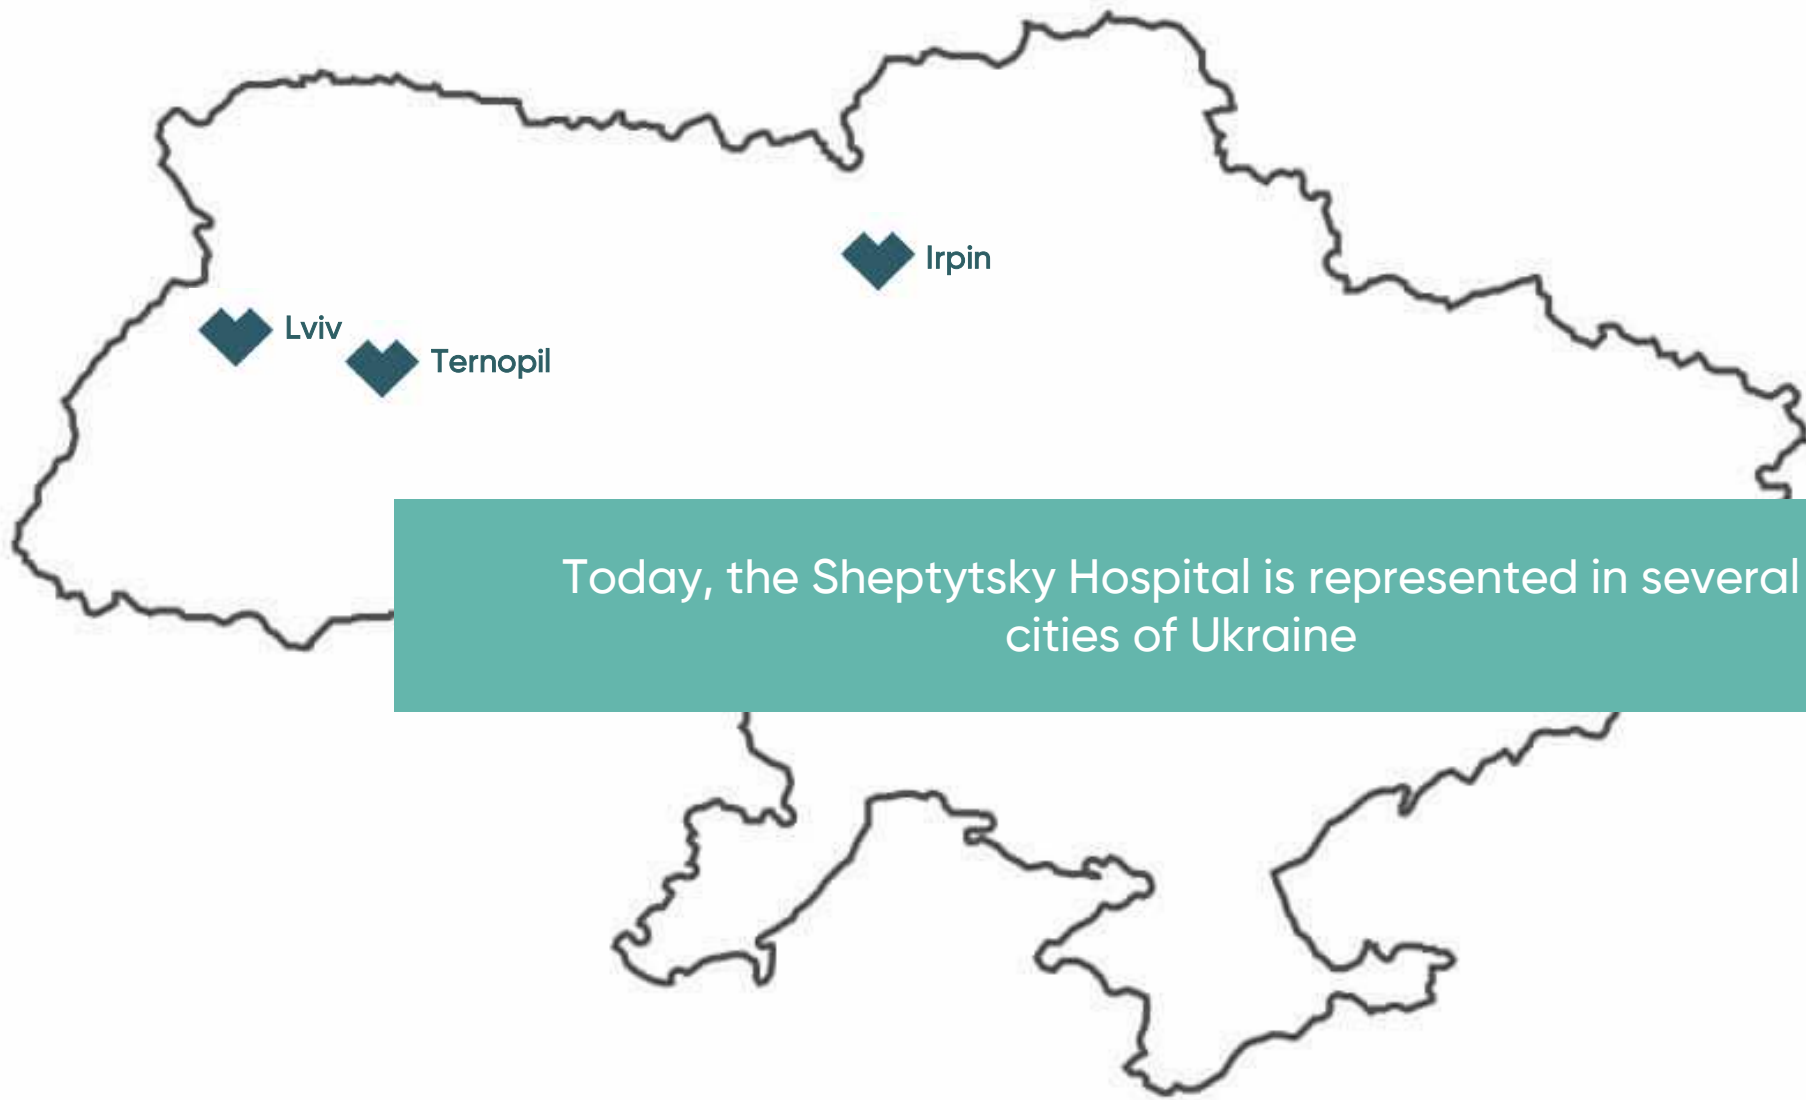 Irpin
Lviv
Ternopil
Today, the Sheptytsky Hospital is represented in several
cities of Ukraine